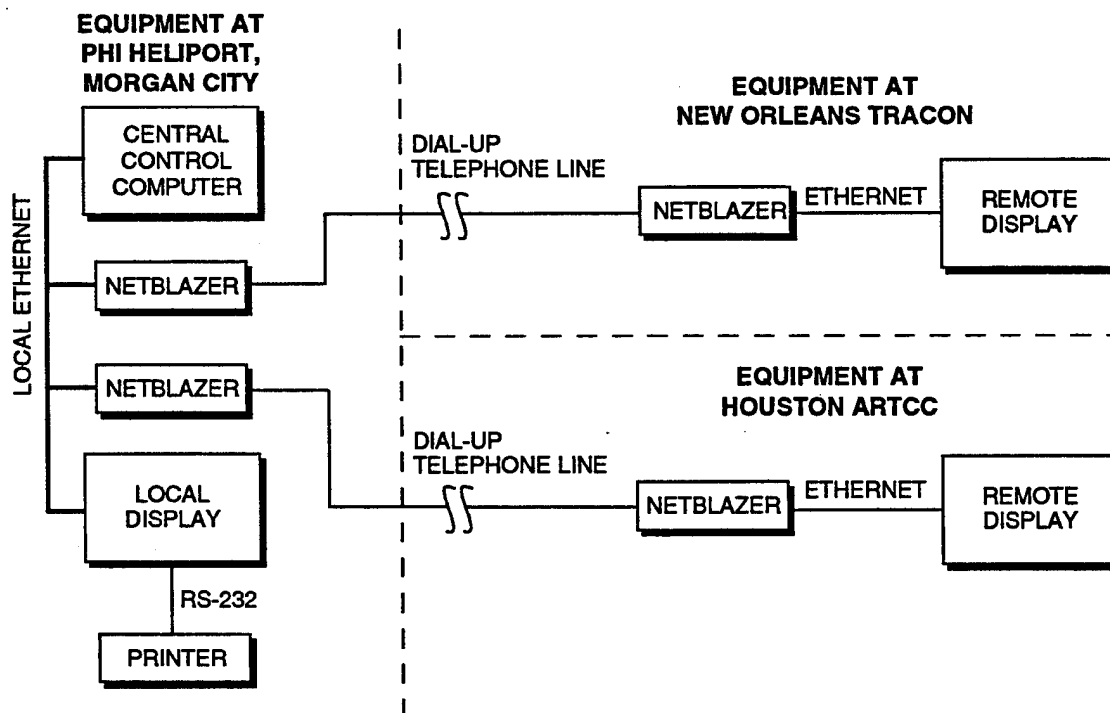 EQUIPMENT AT
PHI HELIPORT,
MORGAN CITY
CENTRAL
CONTROL
COMPUTER
LOCAL ETHERNET
NETBLAZER
NETBLAZER
LOCAL
DISPLAY
RS-232
PRINTER
EQUIPMENT AT
NEW ORLEANS TRACON
DIAL-UP
TELEPHONE LINE
NETBLAZER
ETHERNET
REMOTE
DISPLAY
EQUIPMENT AT
HOUSTON ARTCC
DIAL-UP
TELEPHONE LINE
NETBLAZER
ETHERNET
REMOTE
DISPLAY